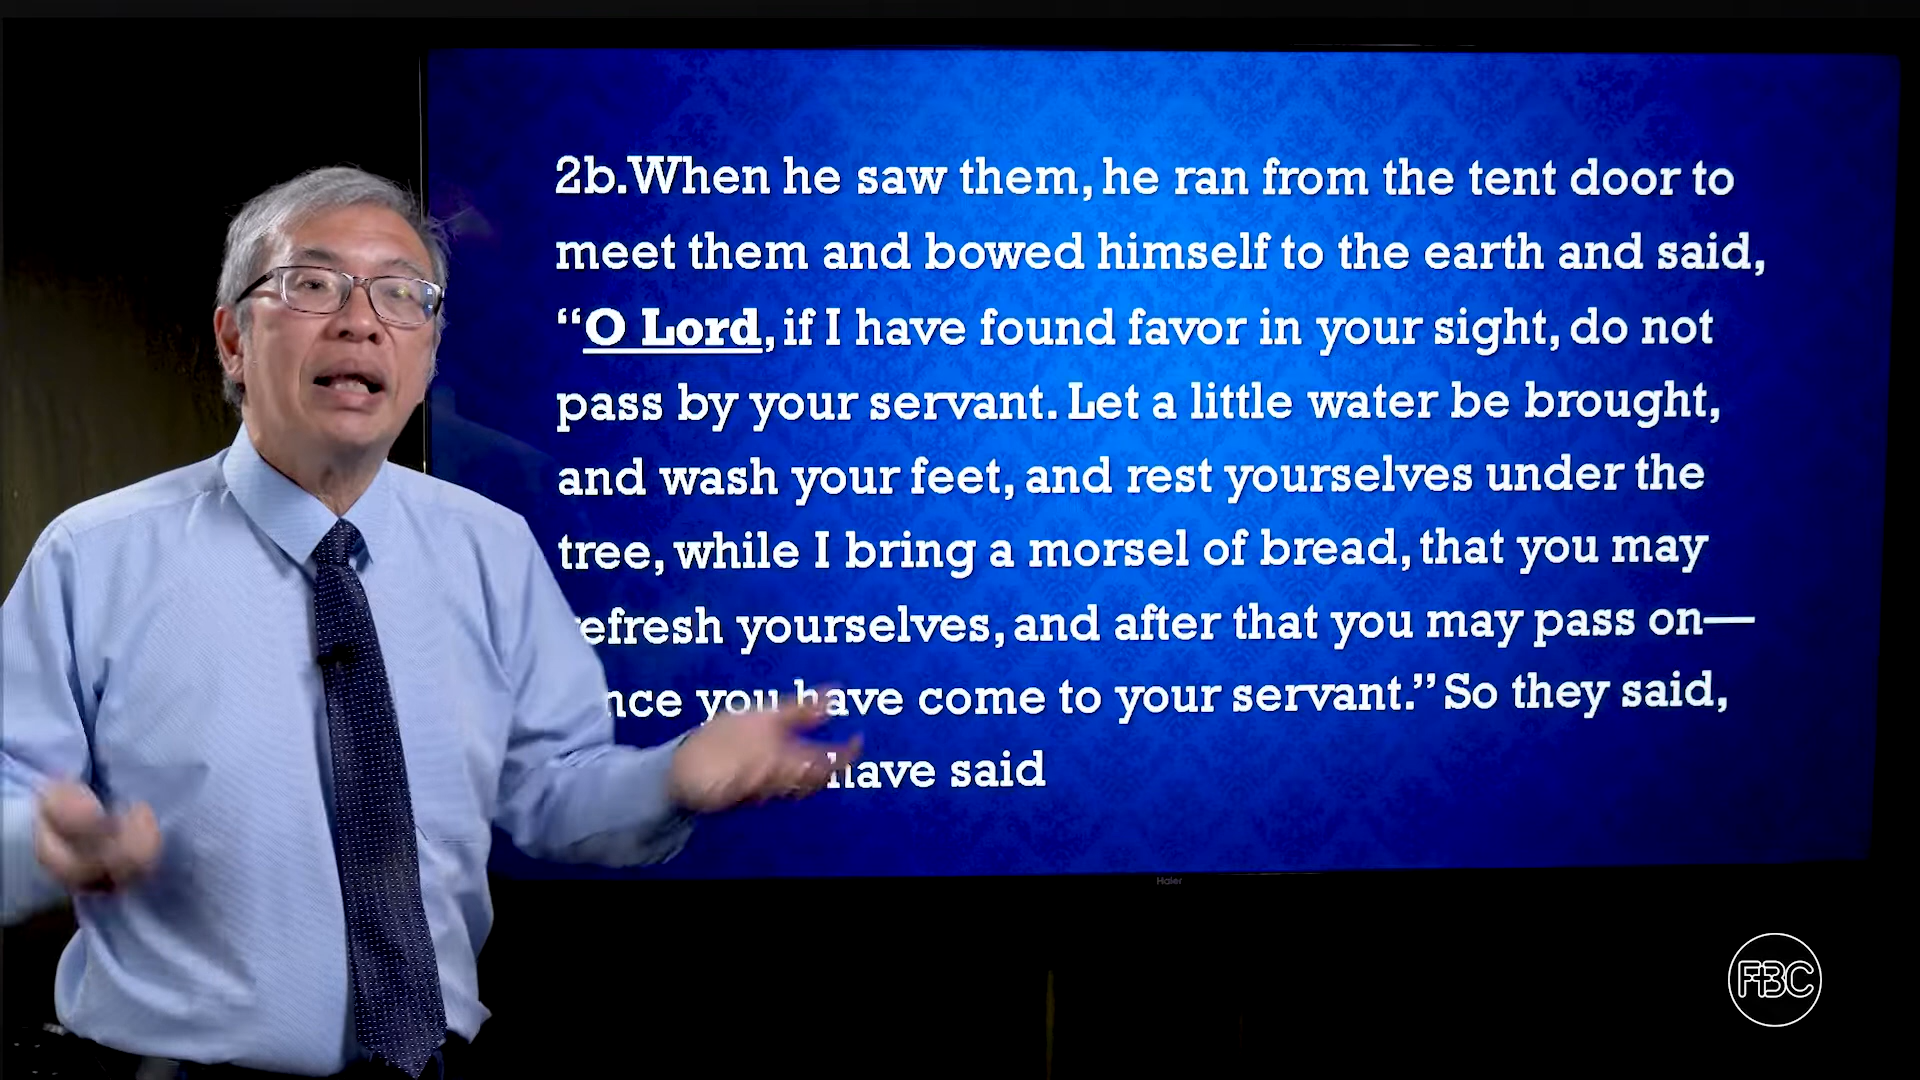 2b.When he saw them, he ran from the tent door to
meet them and bowed himself to the earth and said,
“O Lord, if I have found favor in your sight, do not
pass by your servant. Let a little water be brought,
and wash your feet, and rest yourselves under the
tree, while I bring a morsel of bread, that you may
efresh yourselves, and after that you may pass on—
nce you have come to your servant.” So they said,
have said
Haier
FBC